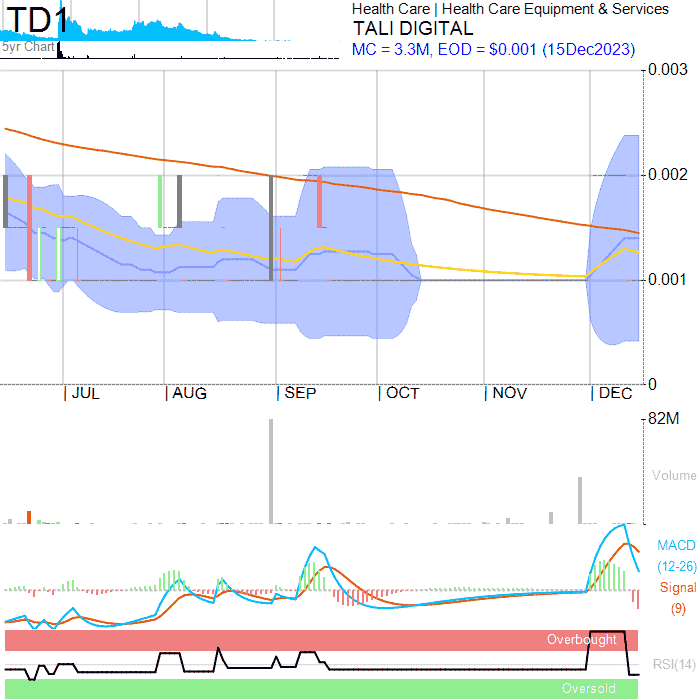 TD1
Health Care | Health Care Equipment & Services
TALI DIGITAL
MC = 3.3M, EOD = $0.001 (15Dec2023)
5yr Chart
0.003
0.002
0.001
0
| JUL | AUG | SEP | OCT | NOV | DEC
82M
Volume
MACD
(12-26)
Signal
(9)
Overbought
RSI(14)
Oversold